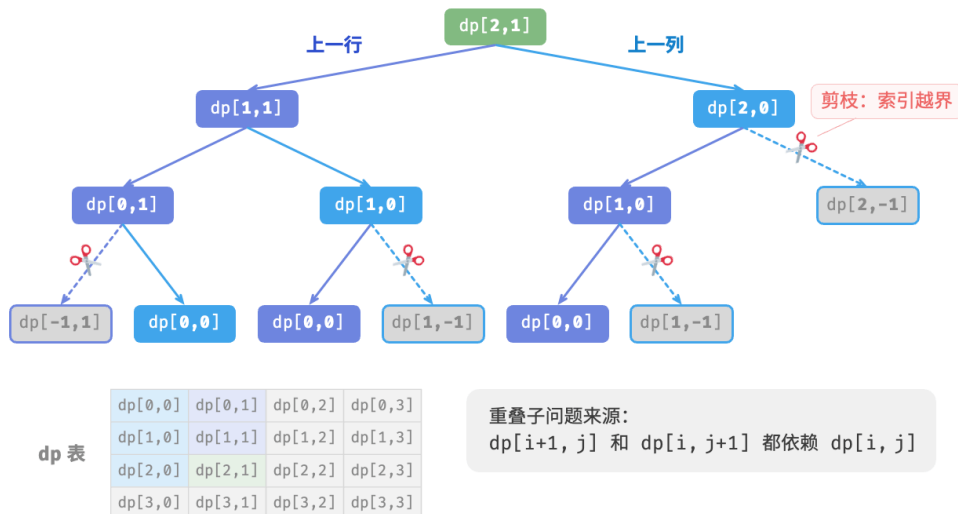 dp[2,1]
上一行
上一列
dp[1,1]
dp[2,0]
剪枝：索引越界
dp[0,1]
dp[1,0]
dp[1,0]
dp[2,-1]
dp[-1,1]
dp[0,0]
dp[0,0]
dp[1,-1]
dp[0,0]
dp[1,-1]
dp 表
dp[0,0] dp[0,1] dp[0,2] dp[0,3]
dp[1,0] dp[1,1] dp[1,2] dp[1,3]
dp[2,0] dp[2,1] dp[2,2] dp[2,3]
dp[3,0] dp[3,1] dp[3,2] dp[3,3]
重叠子问题来源：
dp[i+1,j] 和 dp[i,j+1] 都依赖 dp[i,j]